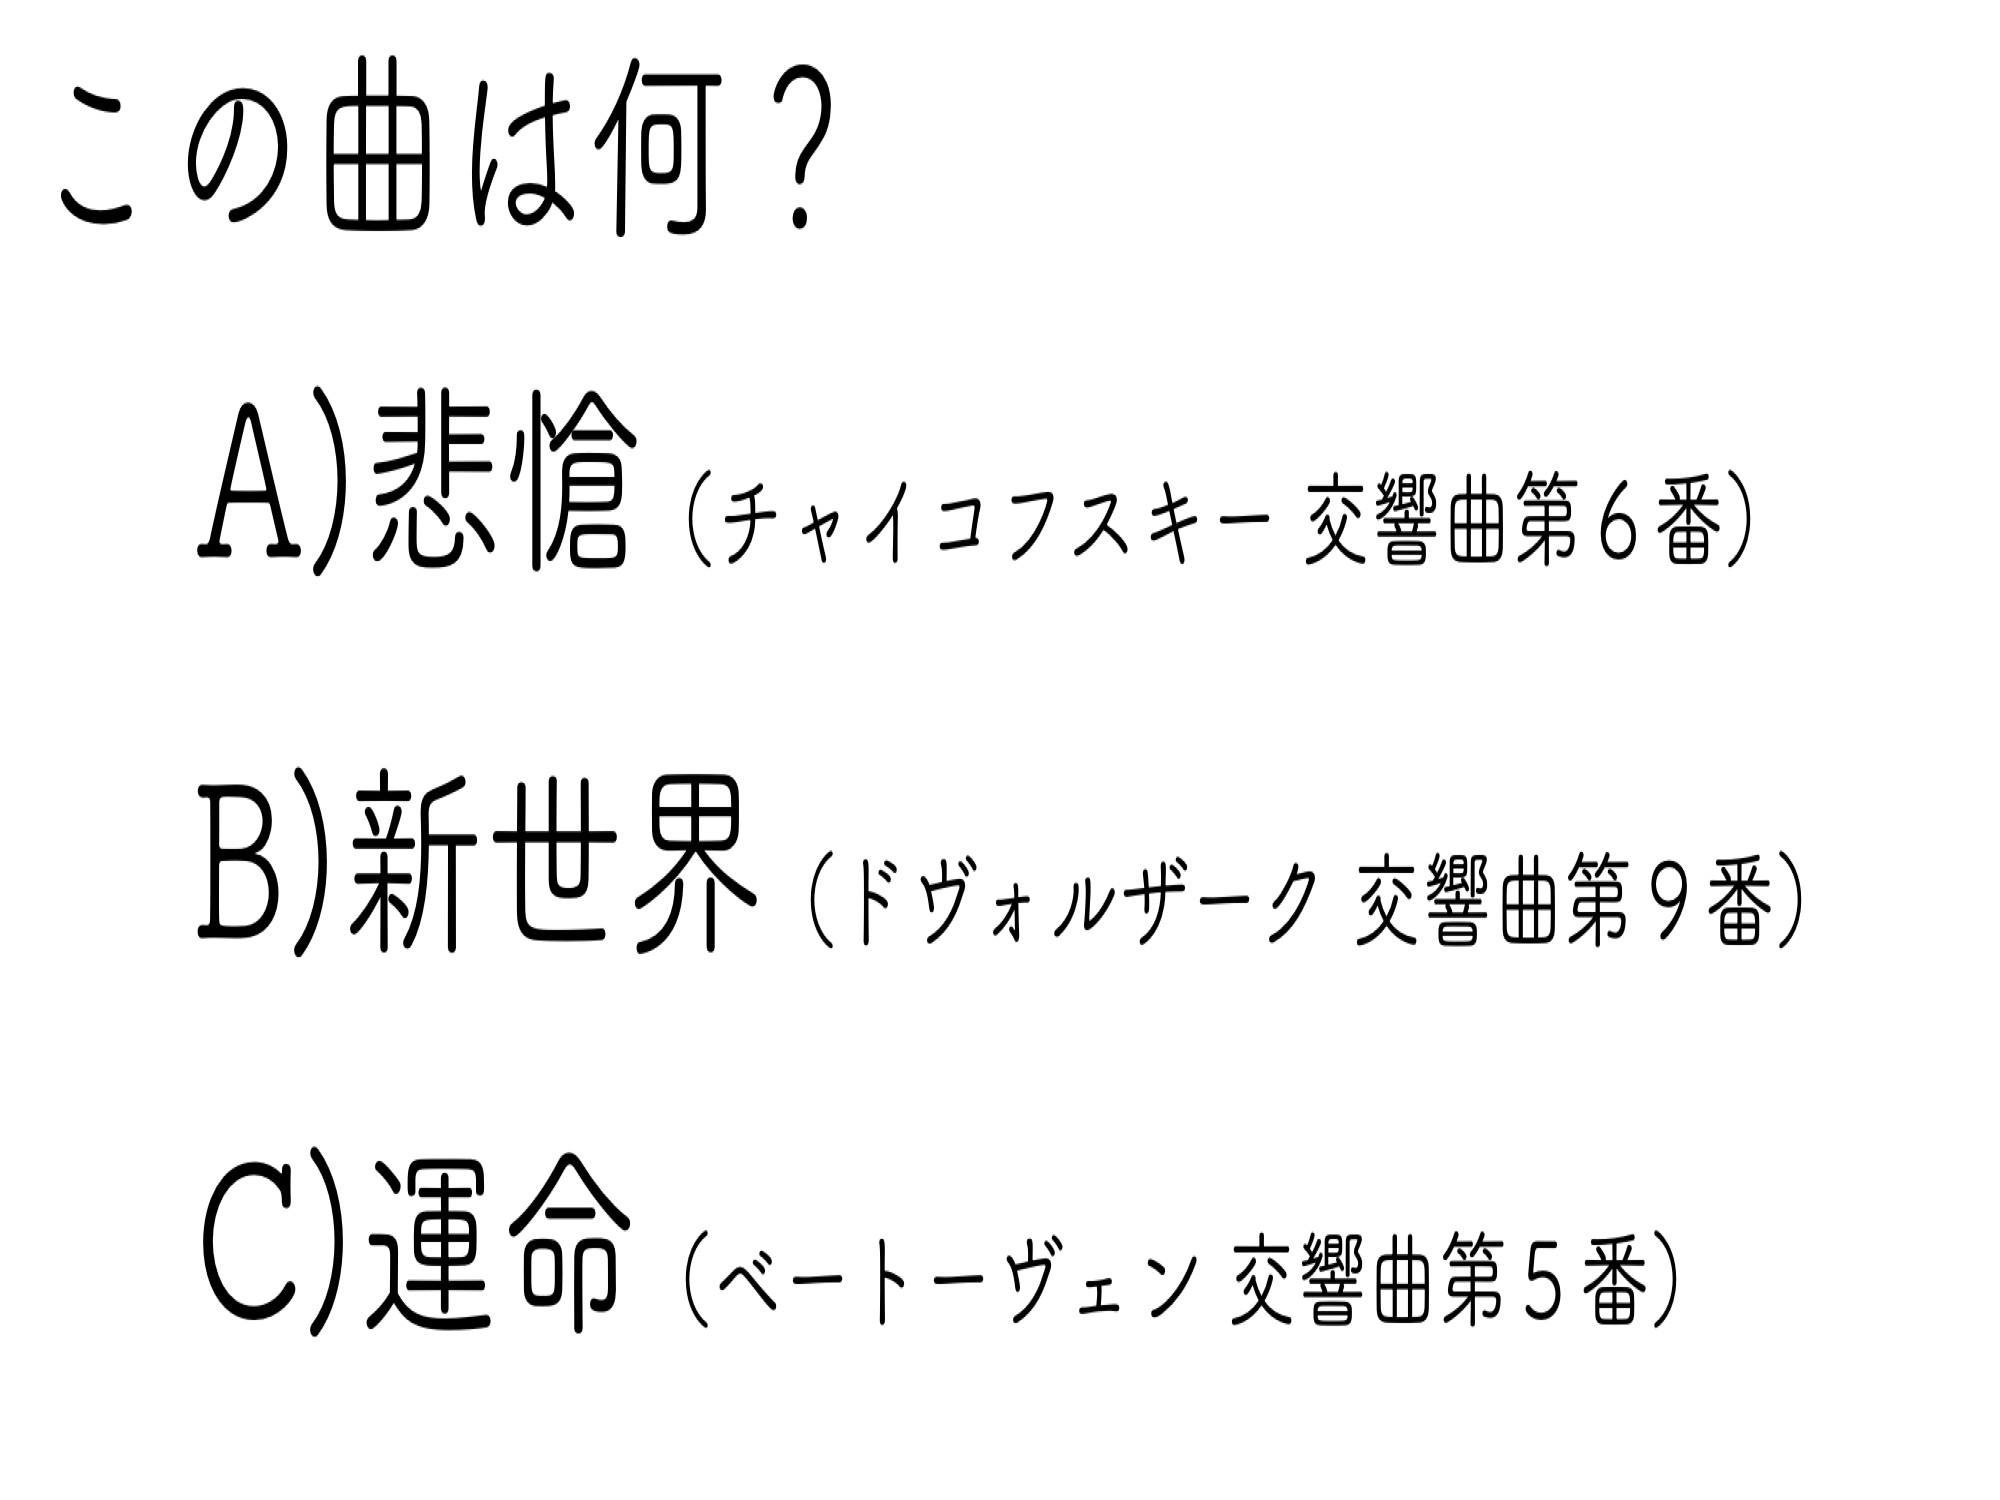 この曲は何？
A)悲愴（チャイコフスキー 交響曲第6番）
B)新世界（ドヴォルザーク 交響曲第9番）
C)運命（ベートーヴェン 交響曲第5番）